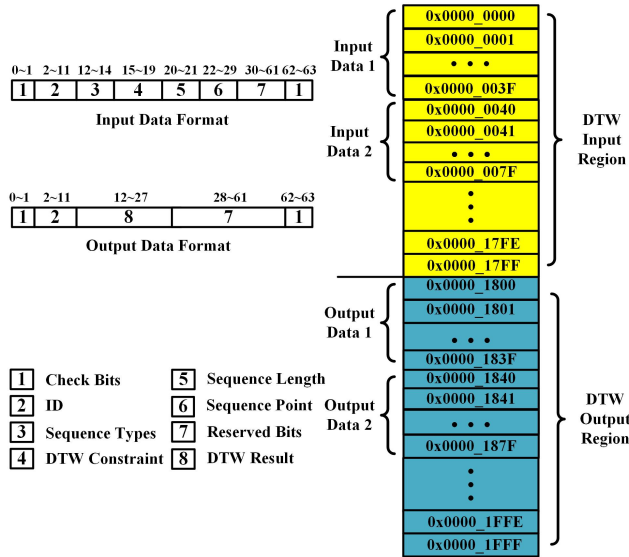 0~1 2~11 12~14 15~19 20~21 22~29 30~61 62~63
1 2 3 4 5 6 7 1
Input Data Format
0~1 2~11 12~27 28~61 62~63
1 2 8 7 1
Output Data Format
1 Check Bits
2 ID
3 Sequence Types
4 DTW Constraint
5 Sequence Length
6 Sequence Point
7 Reserved Bits
8 DTW Result
Input
Data 1
Input
Data 2
Output
Data 1
Output
Data 2
0x0000_0000
0x0000_0001
• • •
0x0000_003F
0x0000_0040
0x0000_0041
• • •
0x0000_007F
0x0000_17FE
0x0000_17FF
0x0000_1800
0x0000_1801
• • •
0x0000_183F
0x0000_1840
0x0000_1841
• • •
0x0000_187F
0x0000_1FFE
0x0000_1FFF
DTW
Input
Region
DTW
Output
Region